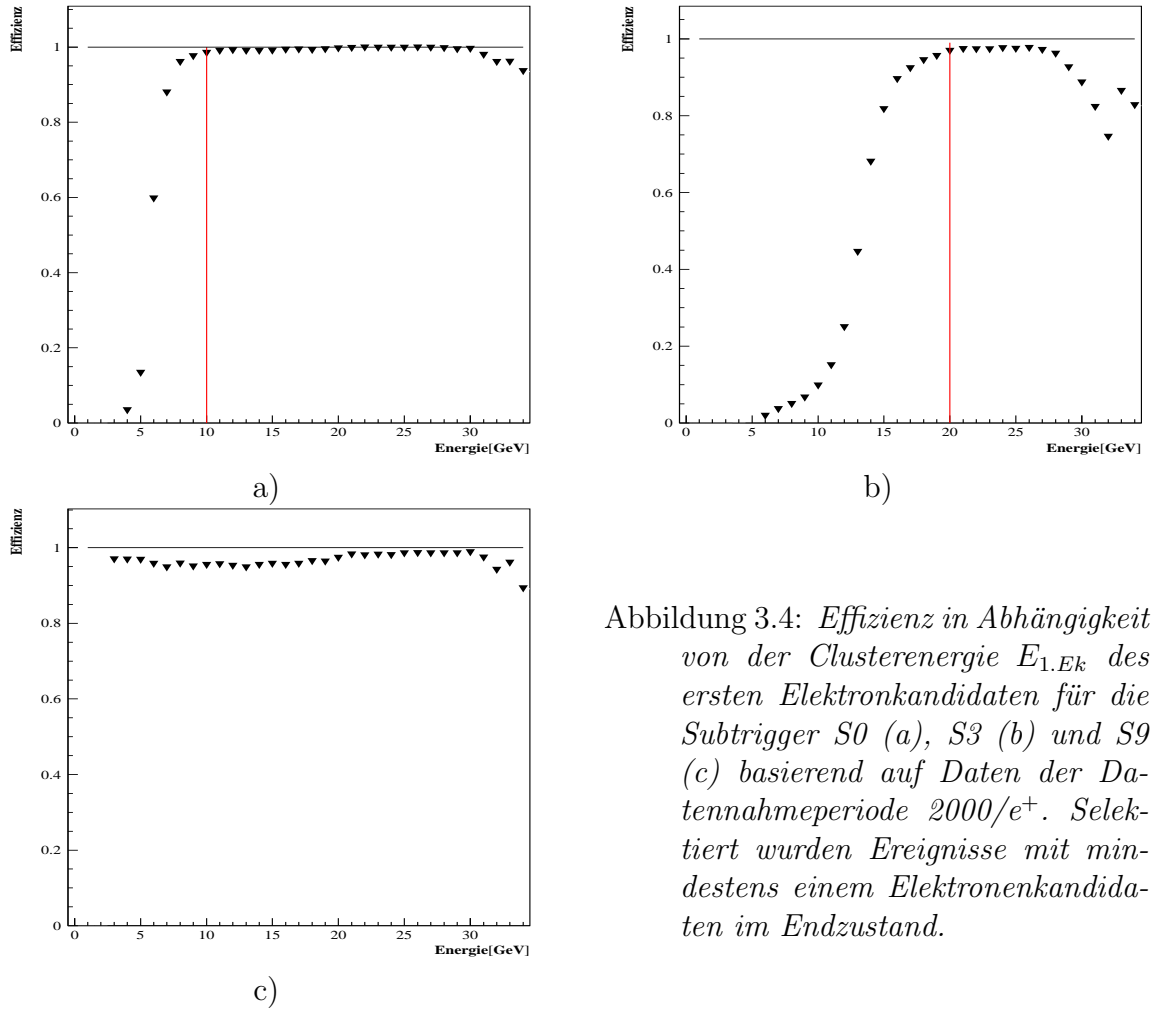 Effizienz
1
0.8
0.6
0.4
0.2
0
0 5 10 15 20 25 30
Energie[GeV]
a)
Effizienz
1
0.8
0.6
0.4
0.2
0
0 5 10 15 20 25 30
Energie[GeV]
b)
Effizienz
1
0.8
0.6
0.4
0.2
0
0 5 10 15 20 25 30
Energie[GeV]
c)
Abbildung 3.4: Effizienz in Abhängigkeit
von der Clusterenergie E_{1.Ek} des
ersten Elektronkandidaten für die
Subtrigger S0 (a), S3 (b) und S9
(c) basierend auf Daten der Da-
tennahmeperiode 2000/e⁺. Selek-
tiert wurden Ereignisse mit min-
destens einem Elektronenkandida-
ten im Endzustand.